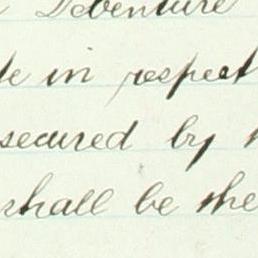 Debenture
in respect
secured by
shall be the